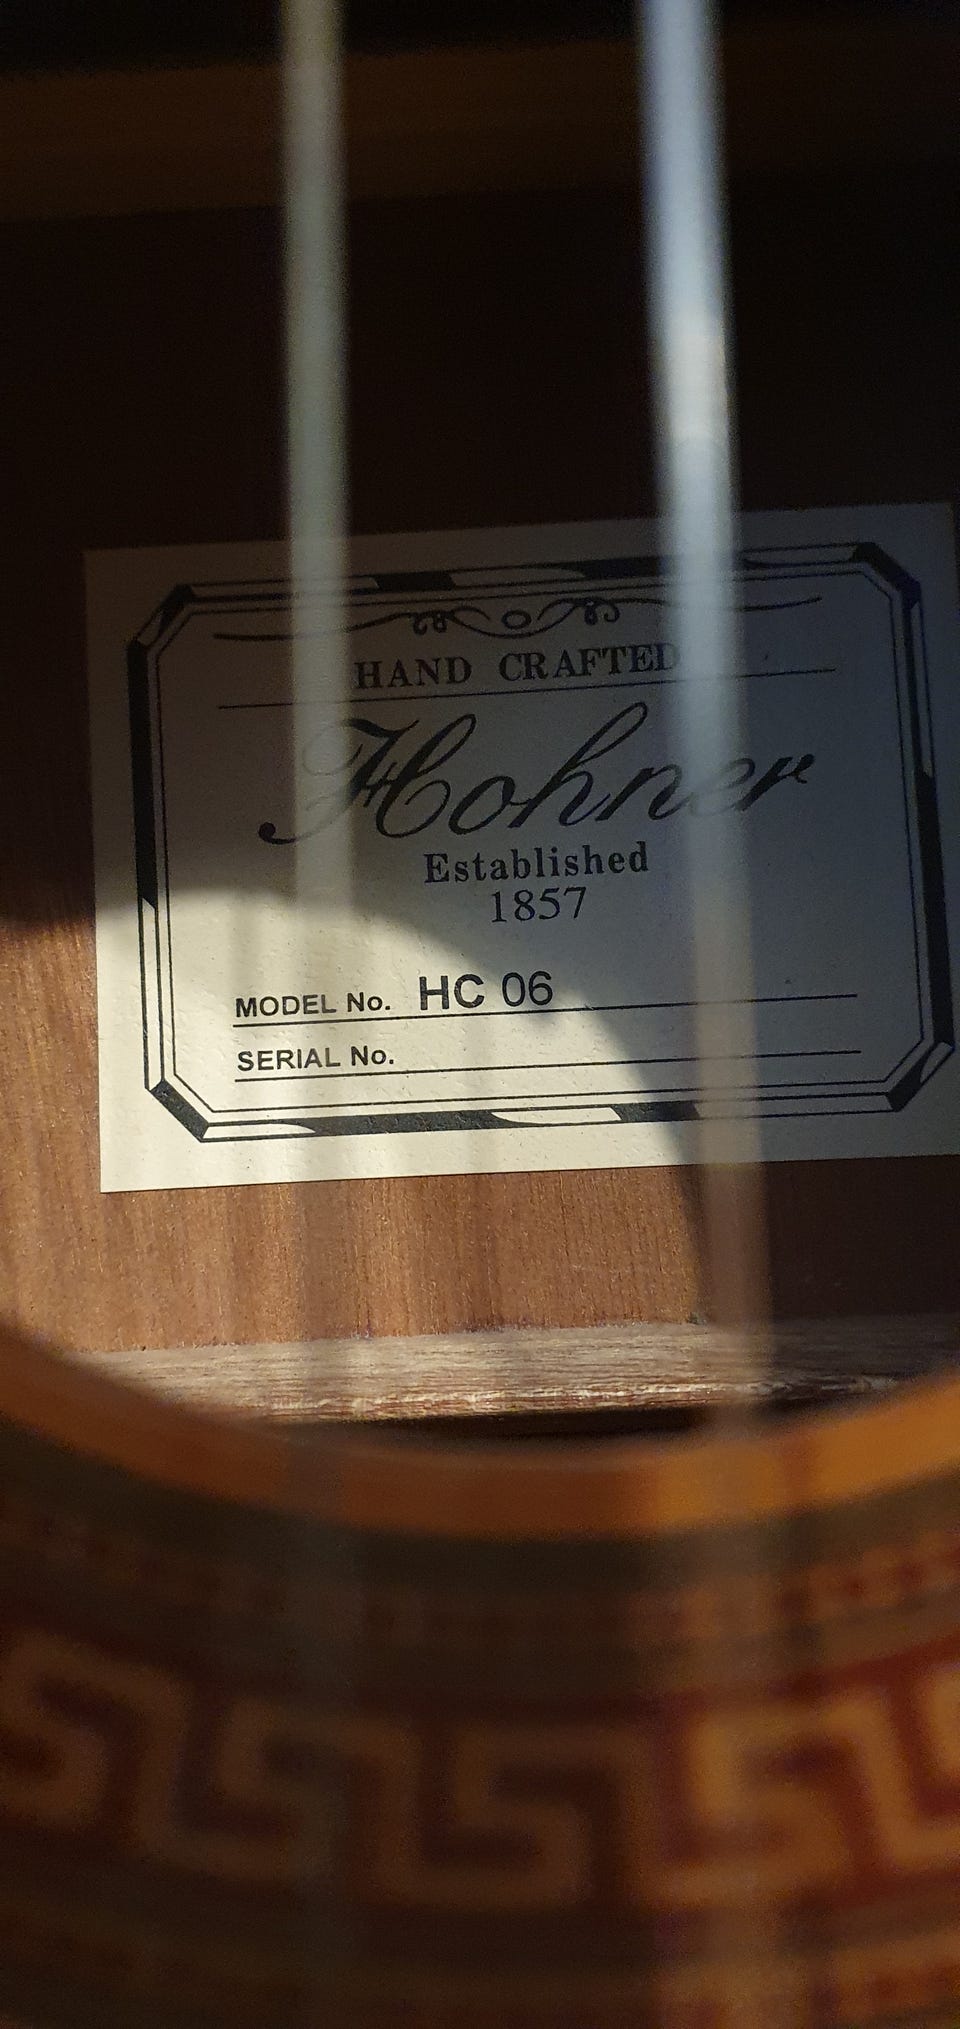 HAND CRAFTED
Hohner
Established
1857
MODEL No. HC 06
SERIAL No.